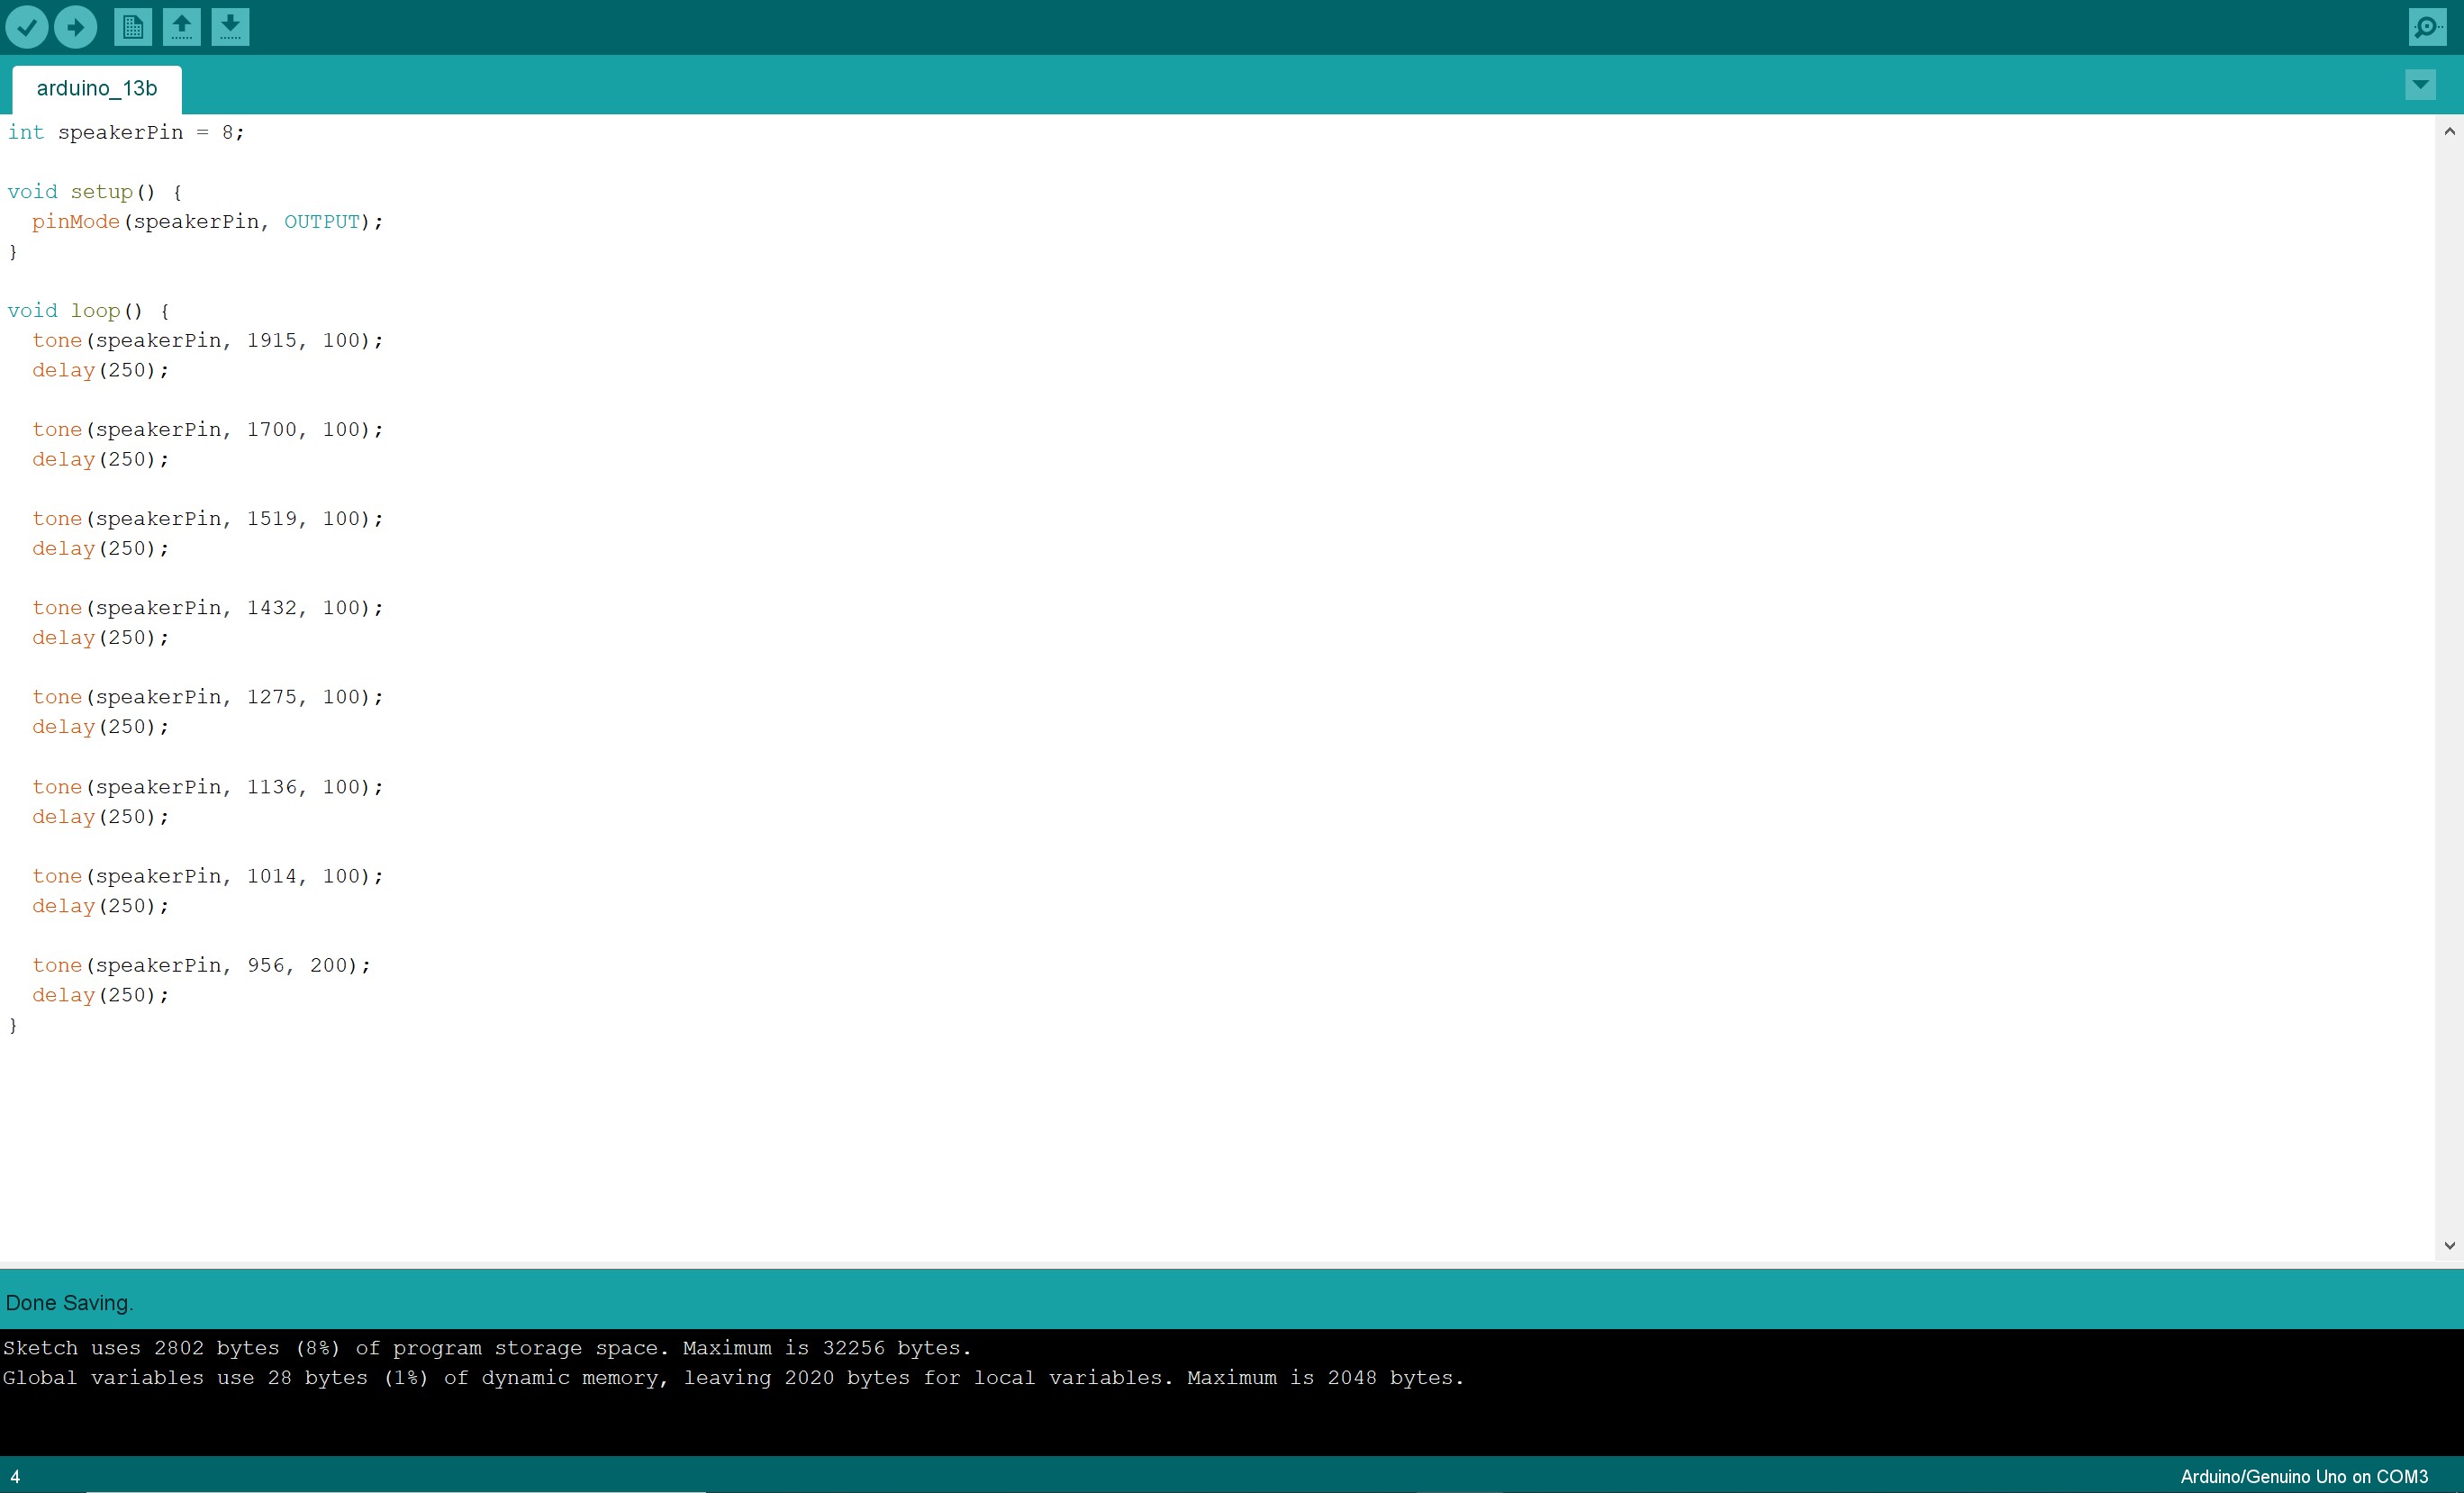 arduino_13b
int speakerPin = 8;
void setup() {
  pinMode(speakerPin, OUTPUT);
}
void loop() {
  tone(speakerPin, 1915, 100);
  delay(250);
  tone(speakerPin, 1700, 100);
  delay(250);
  tone(speakerPin, 1519, 100);
  delay(250);
  tone(speakerPin, 1432, 100);
  delay(250);
  tone(speakerPin, 1275, 100);
  delay(250);
  tone(speakerPin, 1136, 100);
  delay(250);
  tone(speakerPin, 1014, 100);
  delay(250);
  tone(speakerPin, 956, 200);
  delay(250);
}
Done Saving.
Sketch uses 2802 bytes (8%) of program storage space. Maximum is 32256 bytes.
Global variables use 28 bytes (1%) of dynamic memory, leaving 2020 bytes for local variables. Maximum is 2048 bytes.
4
Arduino/Genuino Uno on COM3